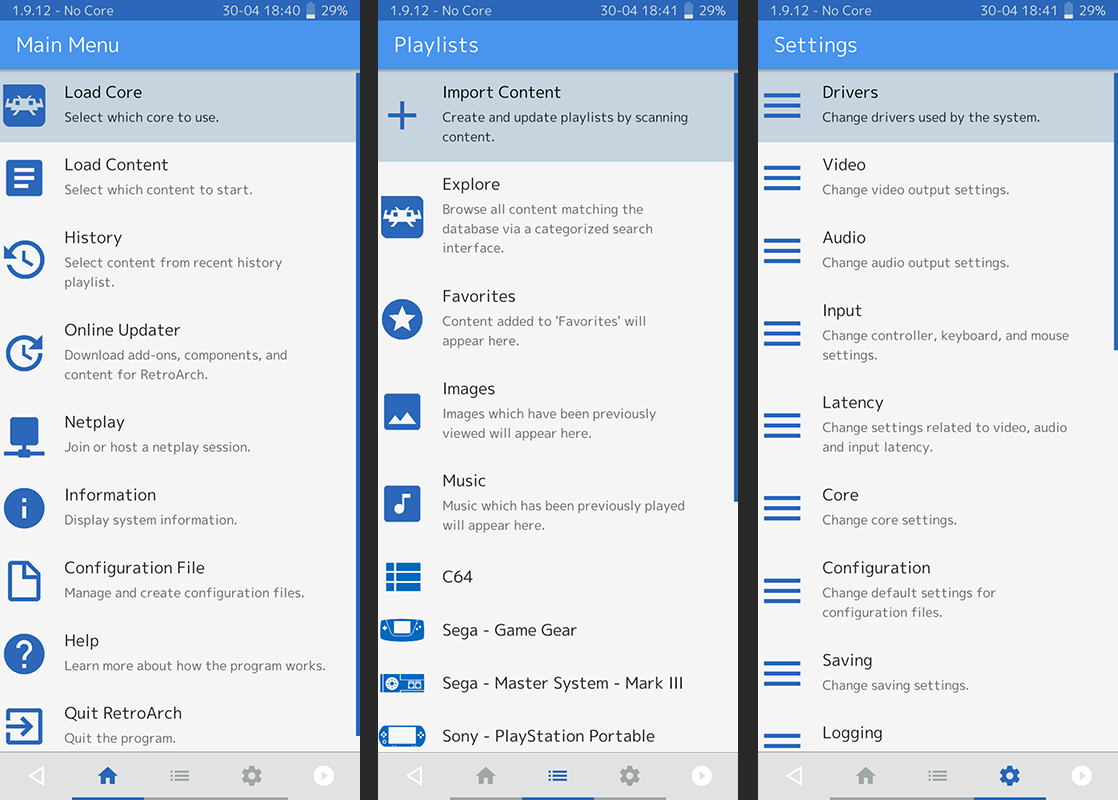 1.9.12 - No Core 30-04 18:40 29%
Main Menu
Load Core
Select which core to use.
Load Content
Select which content to start.
History
Select content from recent history
playlist.
Online Updater
Download add-ons, components, and
content for RetroArch.
Netplay
Join or host a netplay session.
Information
Display system information.
Configuration File
Manage and create configuration files.
Help
Learn more about how the program works.
Quit RetroArch
Quit the program.
1.9.12 - No Core 30-04 18:41 29%
Playlists
Import Content
Create and update playlists by scanning
content.
Explore
Browse all content matching the
database via a categorized search
interface.
Favorites
Content added to 'Favorites' will
appear here.
Images
Images which have been previously
viewed will appear here.
Music
Music which has been previously played
will appear here.
C64
Sega - Game Gear
Sega - Master System - Mark III
Sony - PlayStation Portable
1.9.12 - No Core 30-04 18:41 29%
Settings
Drivers
Change drivers used by the system.
Video
Change video output settings.
Audio
Change audio output settings.
Input
Change controller, keyboard, and mouse
settings.
Latency
Change settings related to video, audio
and input latency.
Core
Change core settings.
Configuration
Change default settings for
configuration files.
Saving
Change saving settings.
Logging